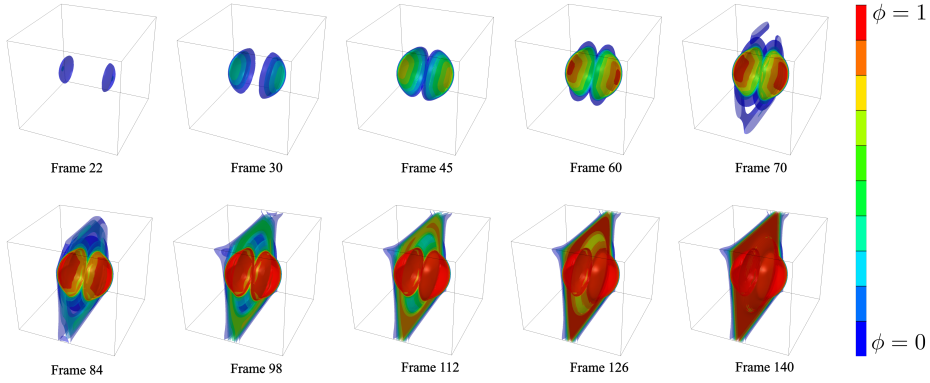 ϕ = 1
Frame 22
Frame 30
Frame 45
Frame 60
Frame 70
ϕ = 0
Frame 84
Frame 98
Frame 112
Frame 126
Frame 140